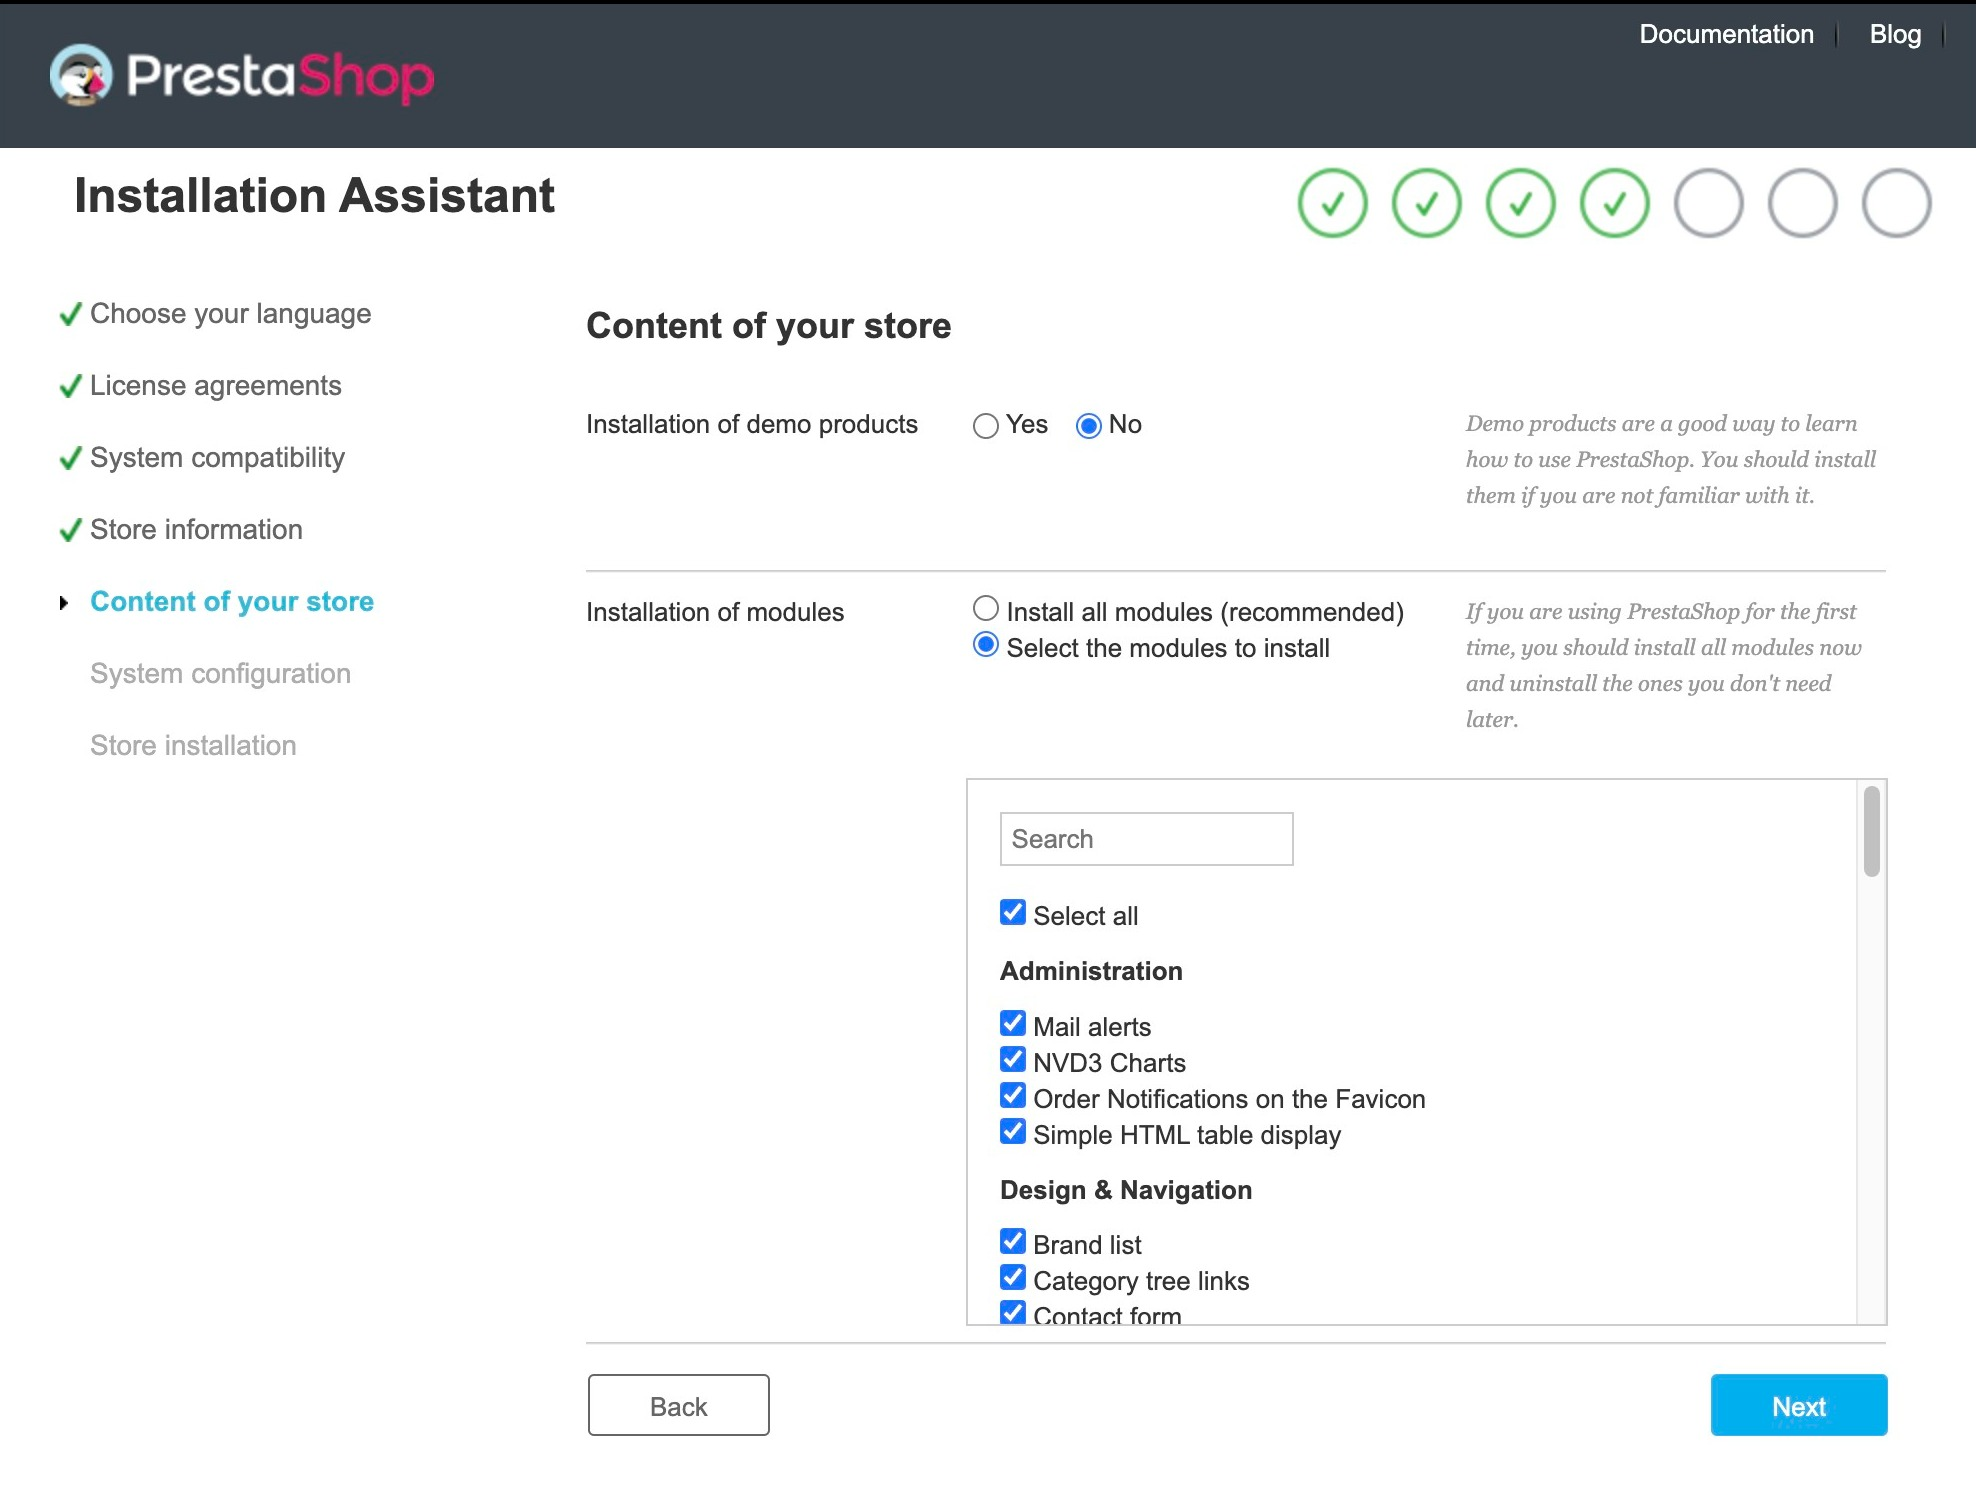 Documentation
Blog
PrestaShop
Installation Assistant
Choose your language
License agreements
System compatibility
Store information
Content of your store
System configuration
Store installation
Content of your store
Installation of demo products
Yes
No
Demo products are a good way to learn
how to use PrestaShop. You should install
them if you are not familiar with it.
Installation of modules
Install all modules (recommended)
Select the modules to install
If you are using PrestaShop for the first
time, you should install all modules now
and uninstall the ones you don't need
later.
Search
Select all
Administration
Mail alerts
NVD3 Charts
Order Notifications on the Favicon
Simple HTML table display
Design & Navigation
Brand list
Category tree links
Contact form
Back
Next